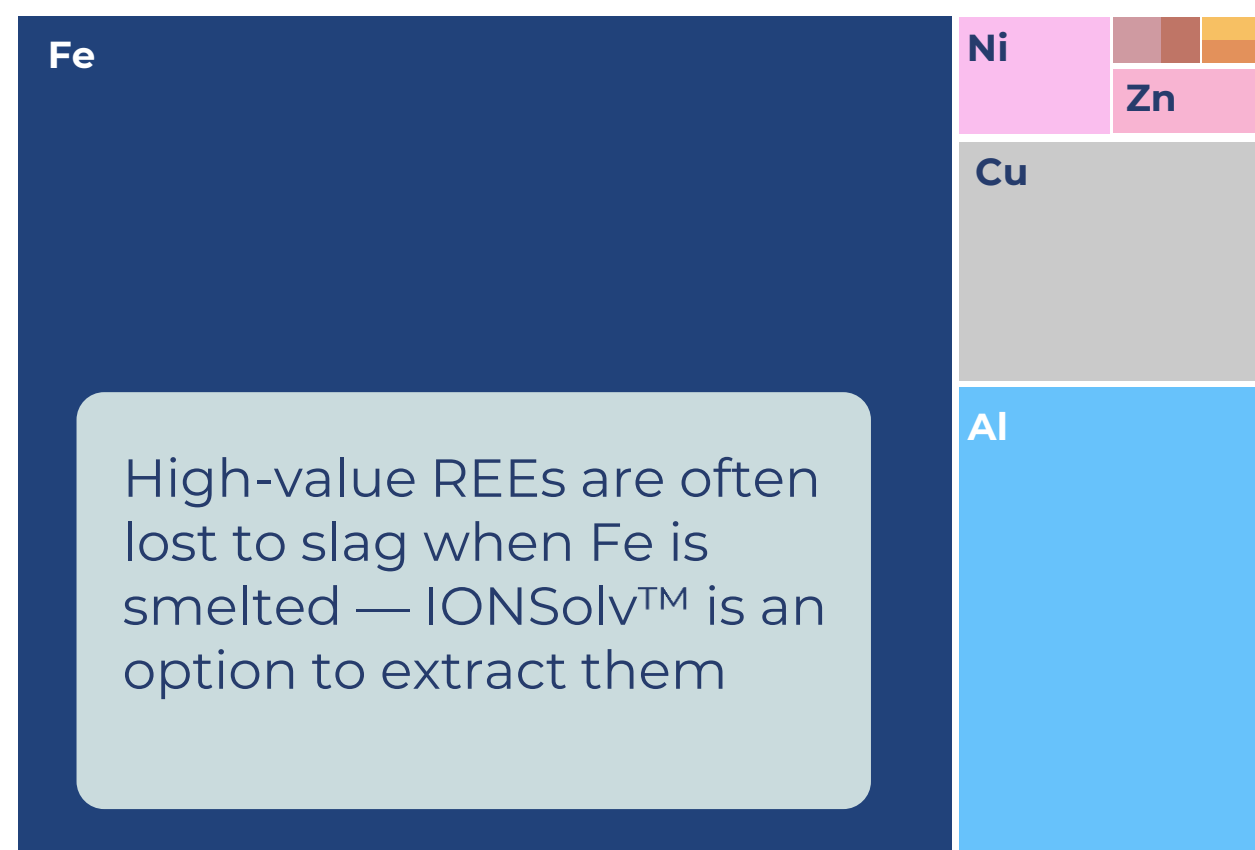 Fe
Ni
Zn
Cu
Al
High-value REEs are often
lost to slag when Fe is
smelted — IONSolv™ is an
option to extract them